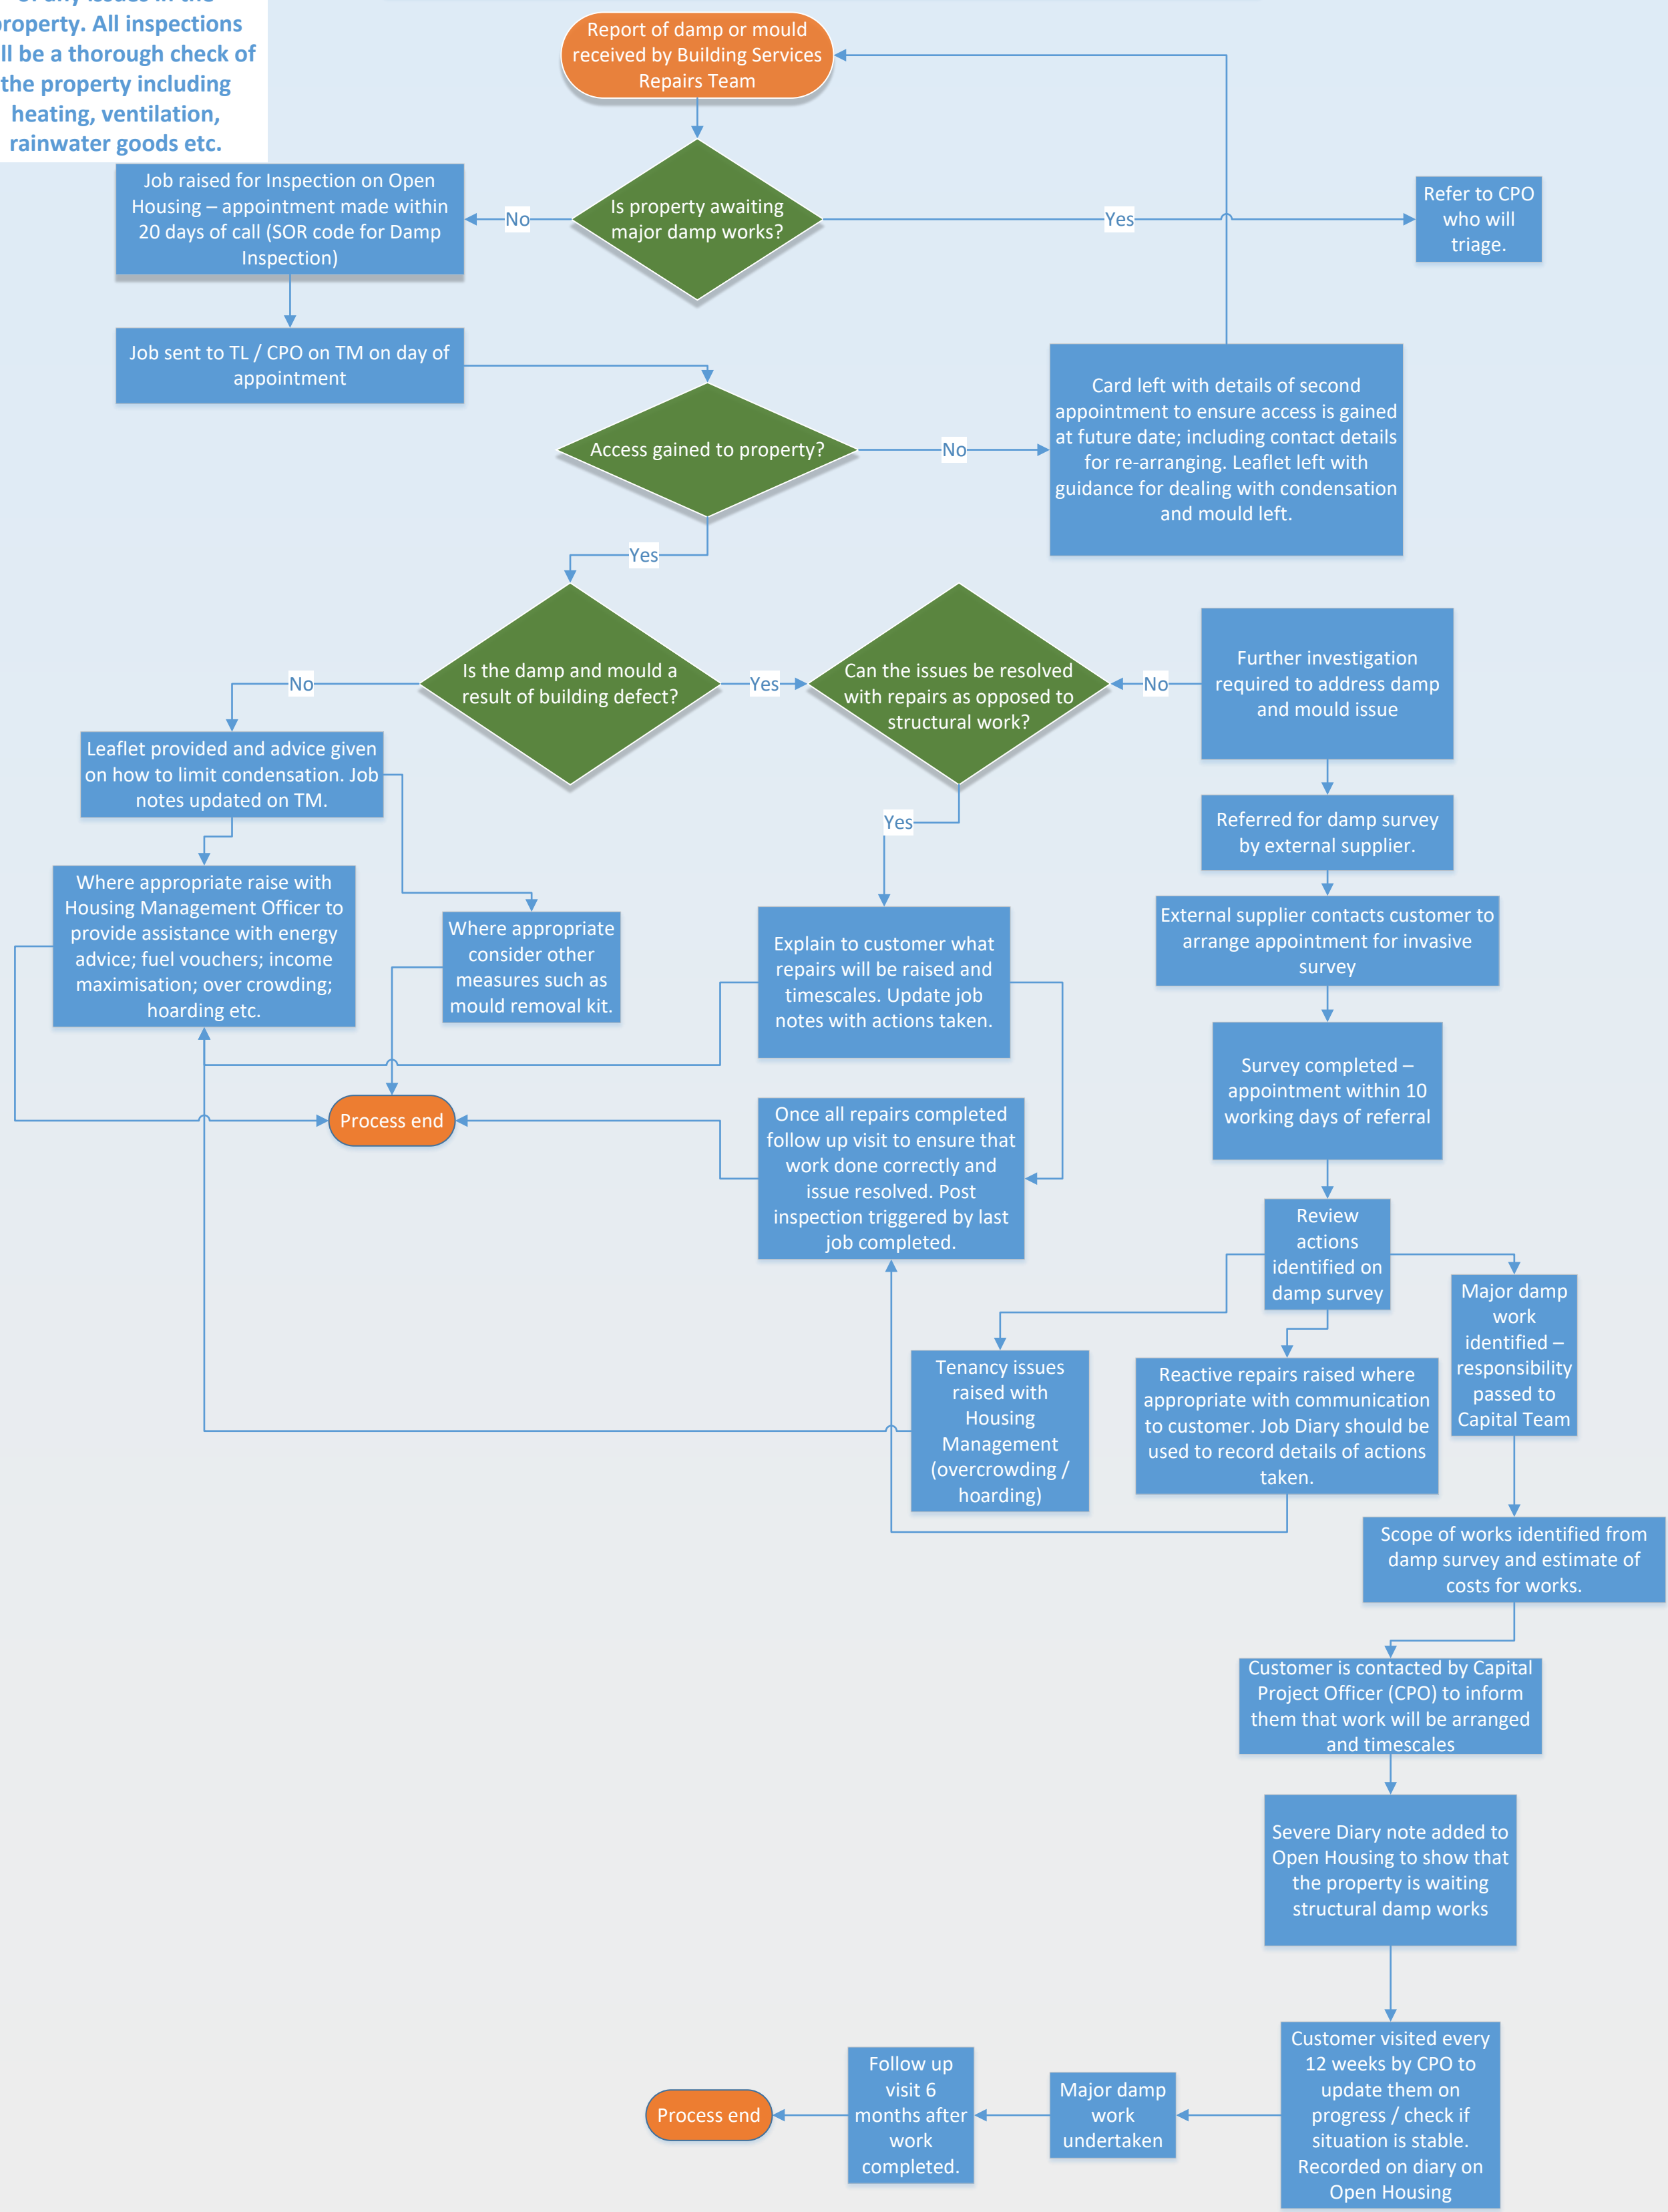 of any issues in the
property. All inspections
ll be a thorough check of
the property including
heating, ventilation,
rainwater goods etc.
Report of damp or mould
received by Building Services
Repairs Team
Job raised for Inspection on Open
Housing – appointment made within
20 days of call (SOR code for Damp
Inspection)
No
Is property awaiting
major damp works?
Yes
Refer to CPO
who will
triage.
Job sent to TL / CPO on TM on day of
appointment
Access gained to property?
No
Card left with details of second
appointment to ensure access is gained
at future date; including contact details
for re-arranging. Leaflet left with
guidance for dealing with condensation
and mould left.
Yes
No
Is the damp and mould a
result of building defect?
Yes
Can the issues be resolved
with repairs as opposed to
structural work?
No
Further investigation
required to address damp
and mould issue
Leaflet provided and advice given
on how to limit condensation. Job
notes updated on TM.
Yes
Referred for damp survey
by external supplier.
Where appropriate raise with
Housing Management Officer to
provide assistance with energy
advice; fuel vouchers; income
maximisation; over crowding;
hoarding etc.
Where appropriate
consider other
measures such as
mould removal kit.
Explain to customer what
repairs will be raised and
timescales. Update job
notes with actions taken.
External supplier contacts customer to
arrange appointment for invasive
survey
Survey completed –
appointment within 10
working days of referral
Process end
Once all repairs completed
follow up visit to ensure that
work done correctly and
issue resolved. Post
inspection triggered by last
job completed.
Review
actions
identified on
damp survey
Tenancy issues
raised with
Housing
Management
(overcrowding /
hoarding)
Reactive repairs raised where
appropriate with communication
to customer. Job Diary should be
used to record details of actions
taken.
Major damp
work
identified –
responsibility
passed to
Capital Team
Scope of works identified from
damp survey and estimate of
costs for works.
Customer is contacted by Capital
Project Officer (CPO) to inform
them that work will be arranged
and timescales
Severe Diary note added to
Open Housing to show that
the property is waiting
structural damp works
Customer visited every
12 weeks by CPO to
update them on
progress / check if
situation is stable.
Recorded on diary on
Open Housing
Major damp
work
undertaken
Follow up
visit 6
months after
work
completed.
Process end